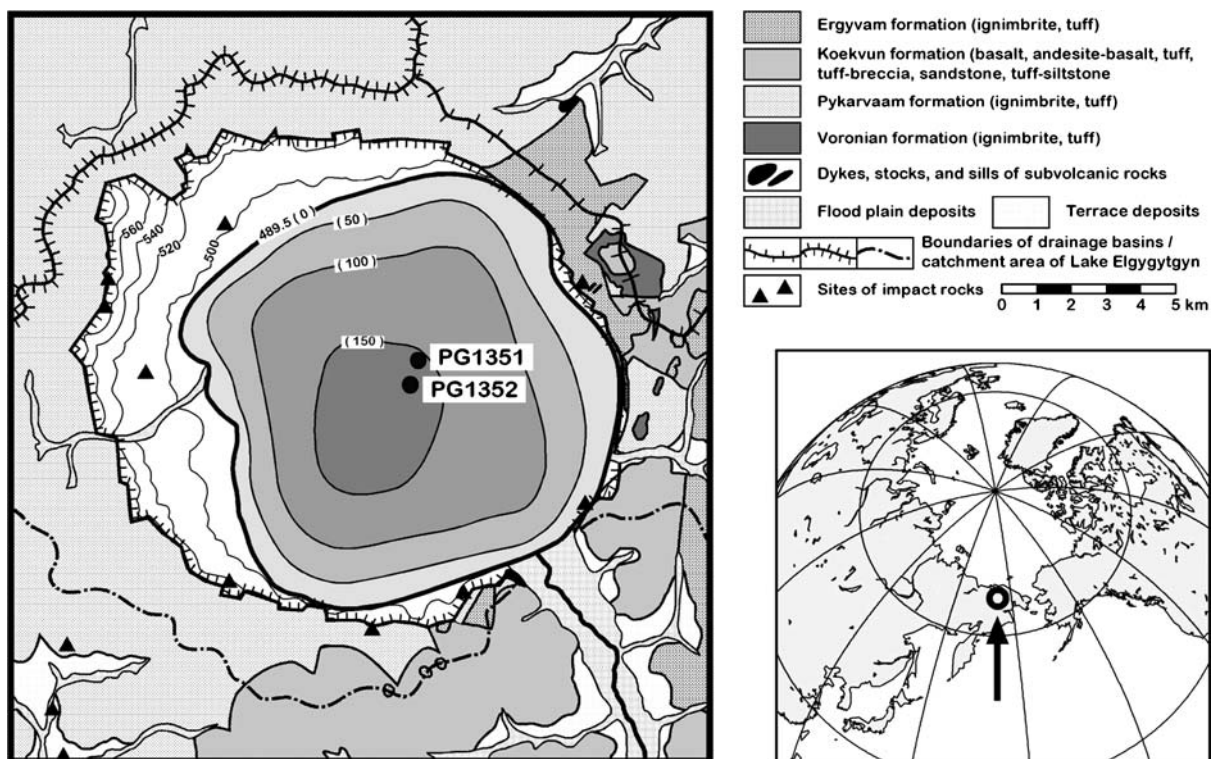 560
540
520
500
489.5 ( 0 )
( 50 )
( 100 )
( 150 )
PG1351
PG1352
Ergyvam formation (ignimbrite, tuff)
Koekvun formation (basalt, andesite-basalt, tuff,
tuff-breccia, sandstone, tuff-siltstone
Pykarvaam formation (ignimbrite, tuff)
Voronian formation (ignimbrite, tuff)
Dykes, stocks, and sills of subvolcanic rocks
Flood plain deposits
Terrace deposits
Boundaries of drainage basins /
catchment area of Lake Elgygytgyn
Sites of impact rocks
0 1 2 3 4 5 km